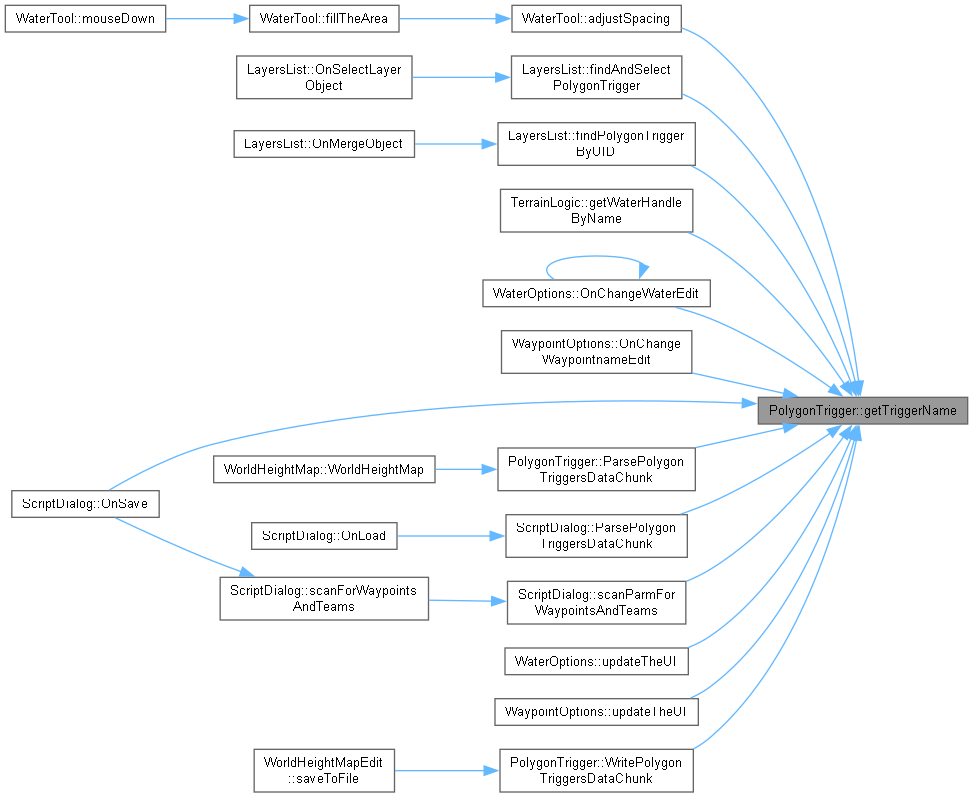 WaterTool::mouseDown
WaterTool::fillTheArea
WaterTool::adjustSpacing
LayersList::OnSelectLayer
Object
LayersList::findAndSelect
PolygonTrigger
LayersList::OnMergeObject
LayersList::findPolygonTrigger
ByUID
TerrainLogic::getWaterHandle
ByName
WaterOptions::OnChangeWaterEdit
WaypointOptions::OnChange
WaypointnameEdit
PolygonTrigger::getTriggerName
WorldHeightMap::WorldHeightMap
PolygonTrigger::ParsePolygon
TriggersDataChunk
ScriptDialog::OnSave
ScriptDialog::OnLoad
ScriptDialog::ParsePolygon
TriggersDataChunk
ScriptDialog::scanForWaypoints
AndTeams
ScriptDialog::scanParmFor
WaypointsAndTeams
WaterOptions::updateTheUI
WaypointOptions::updateTheUI
WorldHeightMapEdit
::saveToFile
PolygonTrigger::WritePolygon
TriggersDataChunk